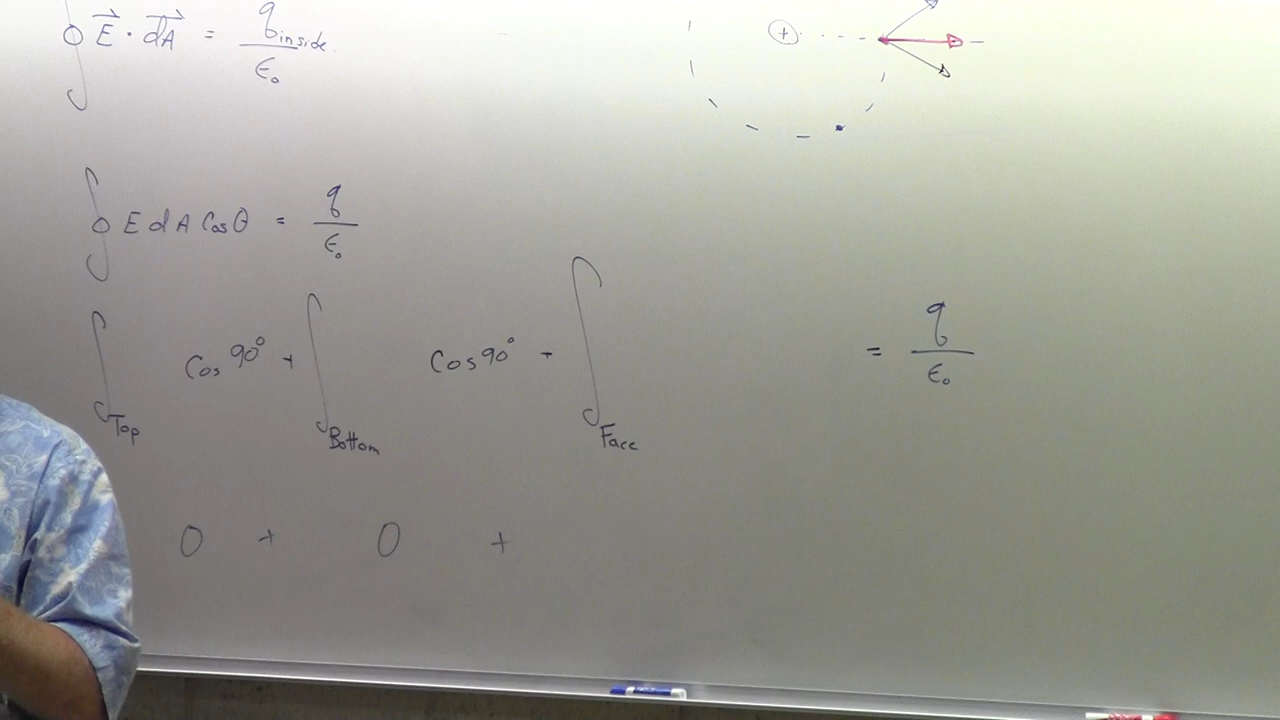 ∮ E⃗ · dA⃗ = q_inside / ε₀
+
∮ E dA Cos θ = q / ε₀
∫_Top Cos 90° + ∫_Bottom Cos 90° + ∫_Face = q / ε₀
0 + 0 +